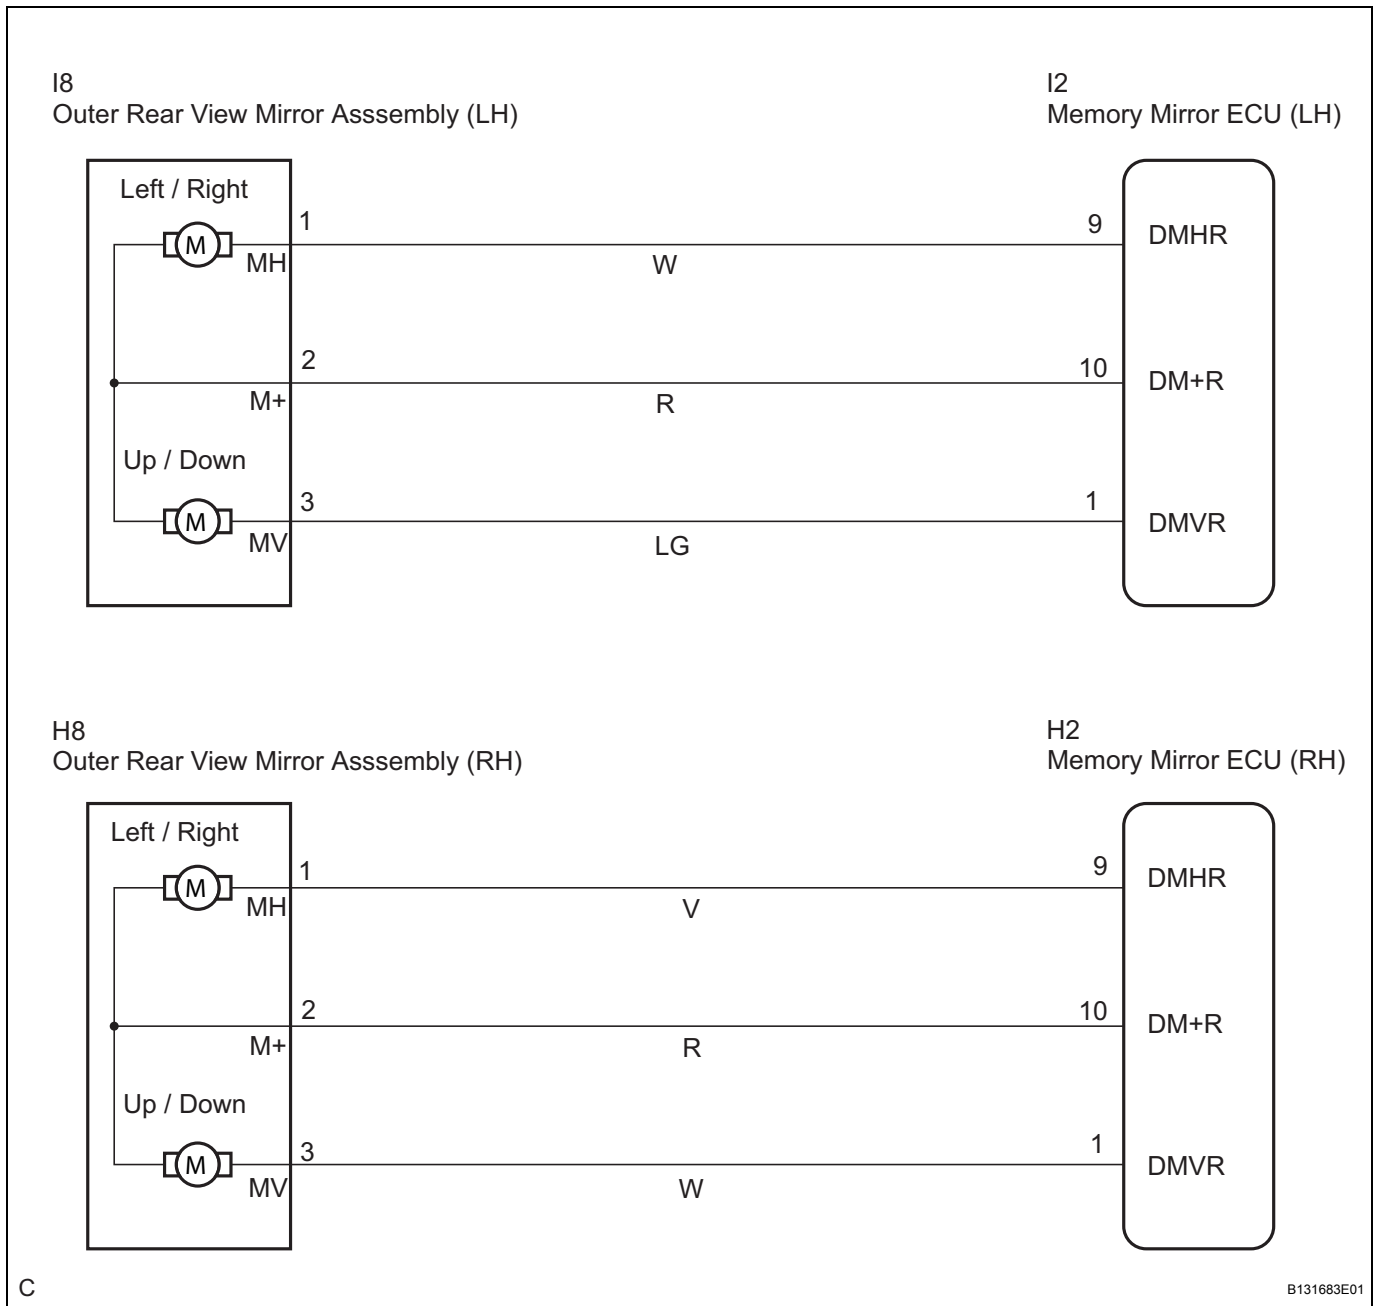 I8
Outer Rear View Mirror Asssembly (LH)
I2
Memory Mirror ECU (LH)
Left / Right
M
MH
1
W
9
DMHR
2
M+
R
10
DM+R
Up / Down
M
MV
3
LG
1
DMVR
H8
Outer Rear View Mirror Asssembly (RH)
H2
Memory Mirror ECU (RH)
Left / Right
M
MH
1
V
9
DMHR
2
M+
R
10
DM+R
Up / Down
M
MV
3
W
1
DMVR
C
B131683E01